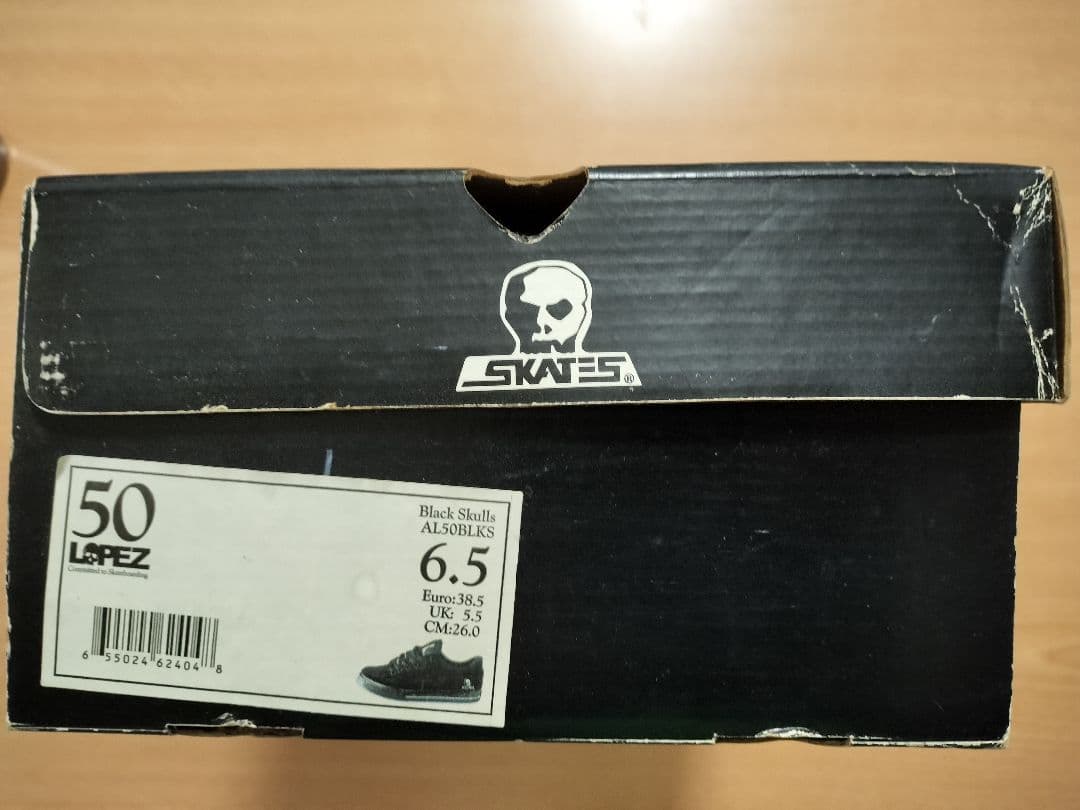 SKATES®
50
LOPEZ
Committed to Skateboarding
Black Skulls
AL50BLKS
6.5
Euro:38.5
UK: 5.5
CM:26.0
6 55024 62404 8